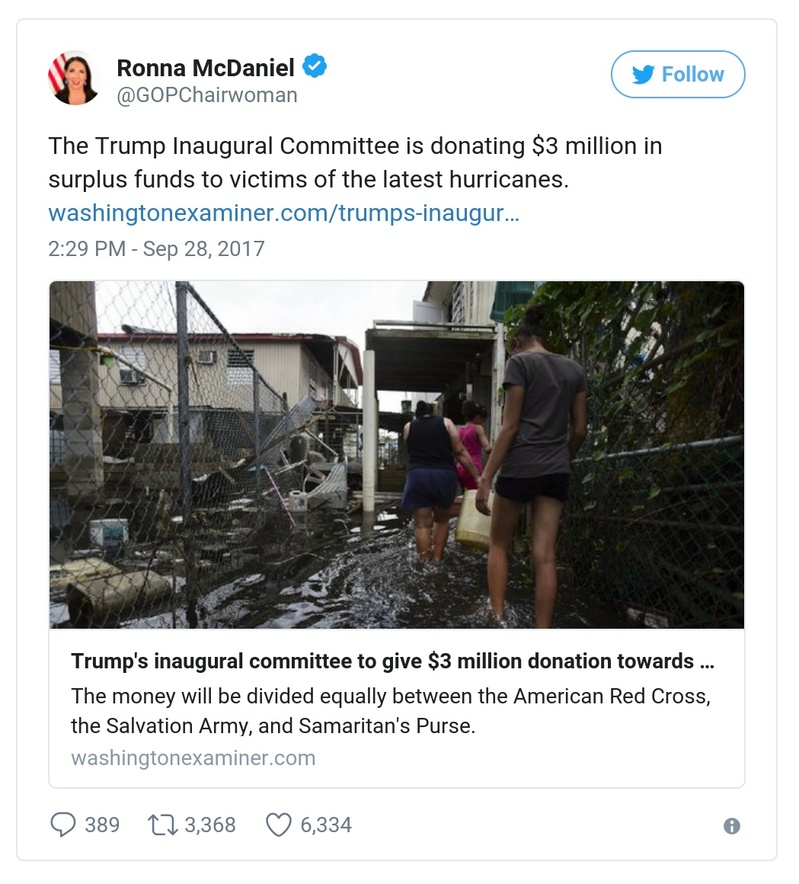 Ronna McDaniel
@GOPChairwoman
Follow
The Trump Inaugural Committee is donating $3 million in
surplus funds to victims of the latest hurricanes.
washingtonexaminer.com/trumps-inaugur…
2:29 PM - Sep 28, 2017
Trump's inaugural committee to give $3 million donation towards ...
The money will be divided equally between the American Red Cross,
the Salvation Army, and Samaritan's Purse.
washingtonexaminer.com
389 3,368 6,334